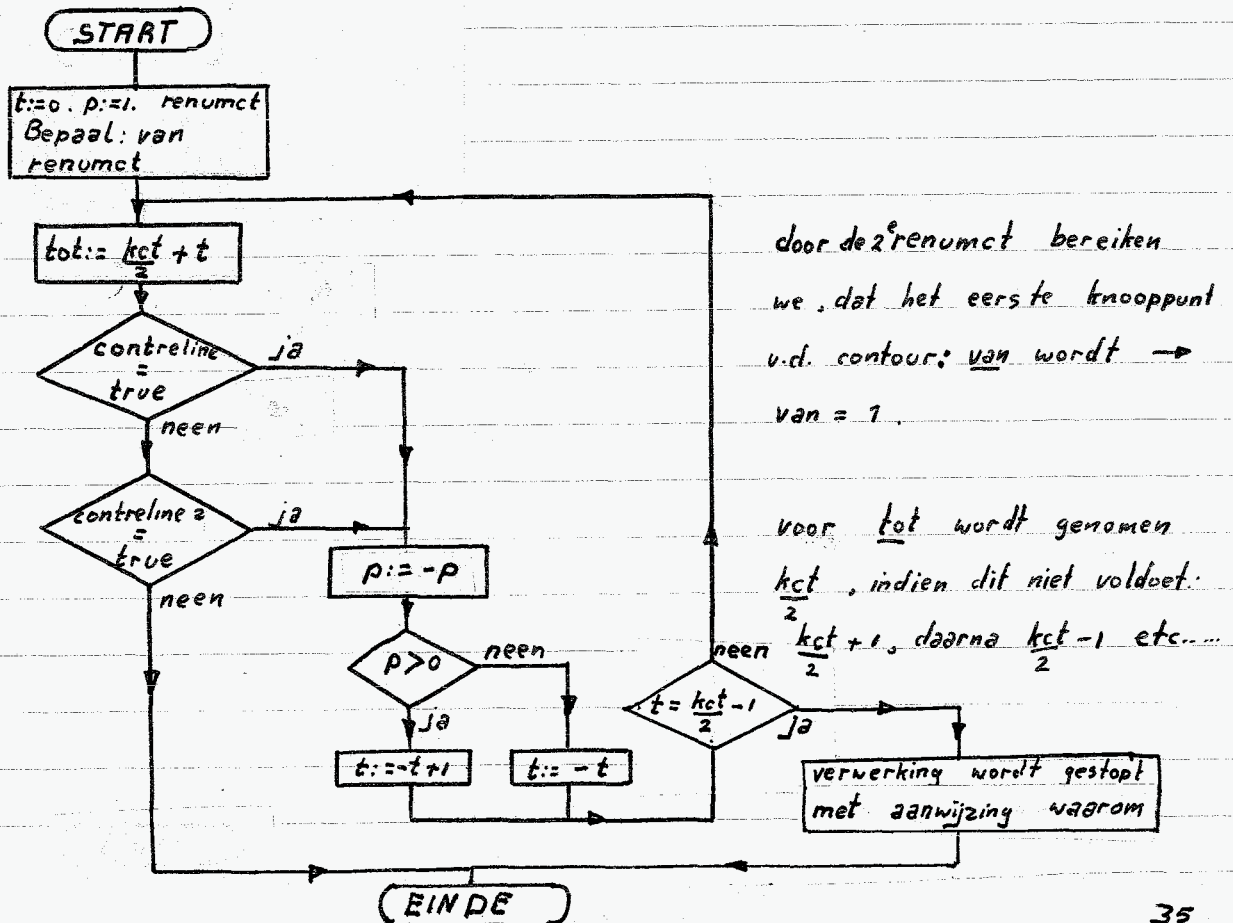 START
t:=0. p:=1. renumct
Bepaal: van
renumct
tot:= kct/2 + t
contreline
=
true
ja
neen
contreline 2
=
true
ja
neen
p:= -p
p>0
neen
ja
t:=-t+1
t:= -t
t= kct/2 -1
neen
ja
verwerking wordt gestopt
met aanwijzing waarom
EINDE
door de 2e renumct bereiken
we, dat het eerste knooppunt
v.d. contour: van wordt →
van = 1.
voor tot wordt genomen
kct/2, indien dit niet voldoet:
kct/2 +1, daarna kct/2 -1 etc.....
35